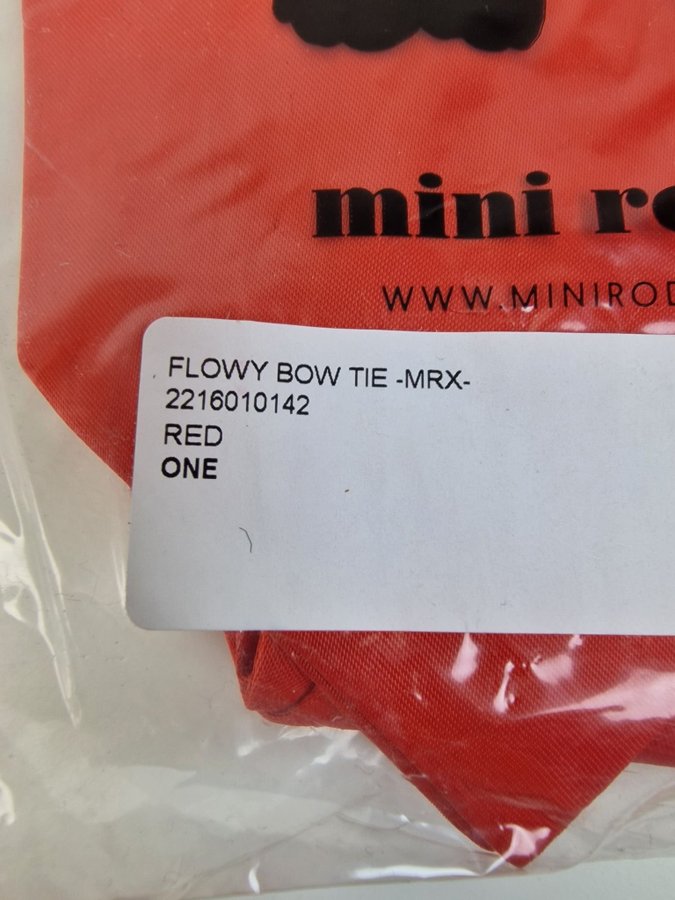 mini ro
WWW.MINIROD
FLOWY BOW TIE -MRX-
2216010142
RED
ONE